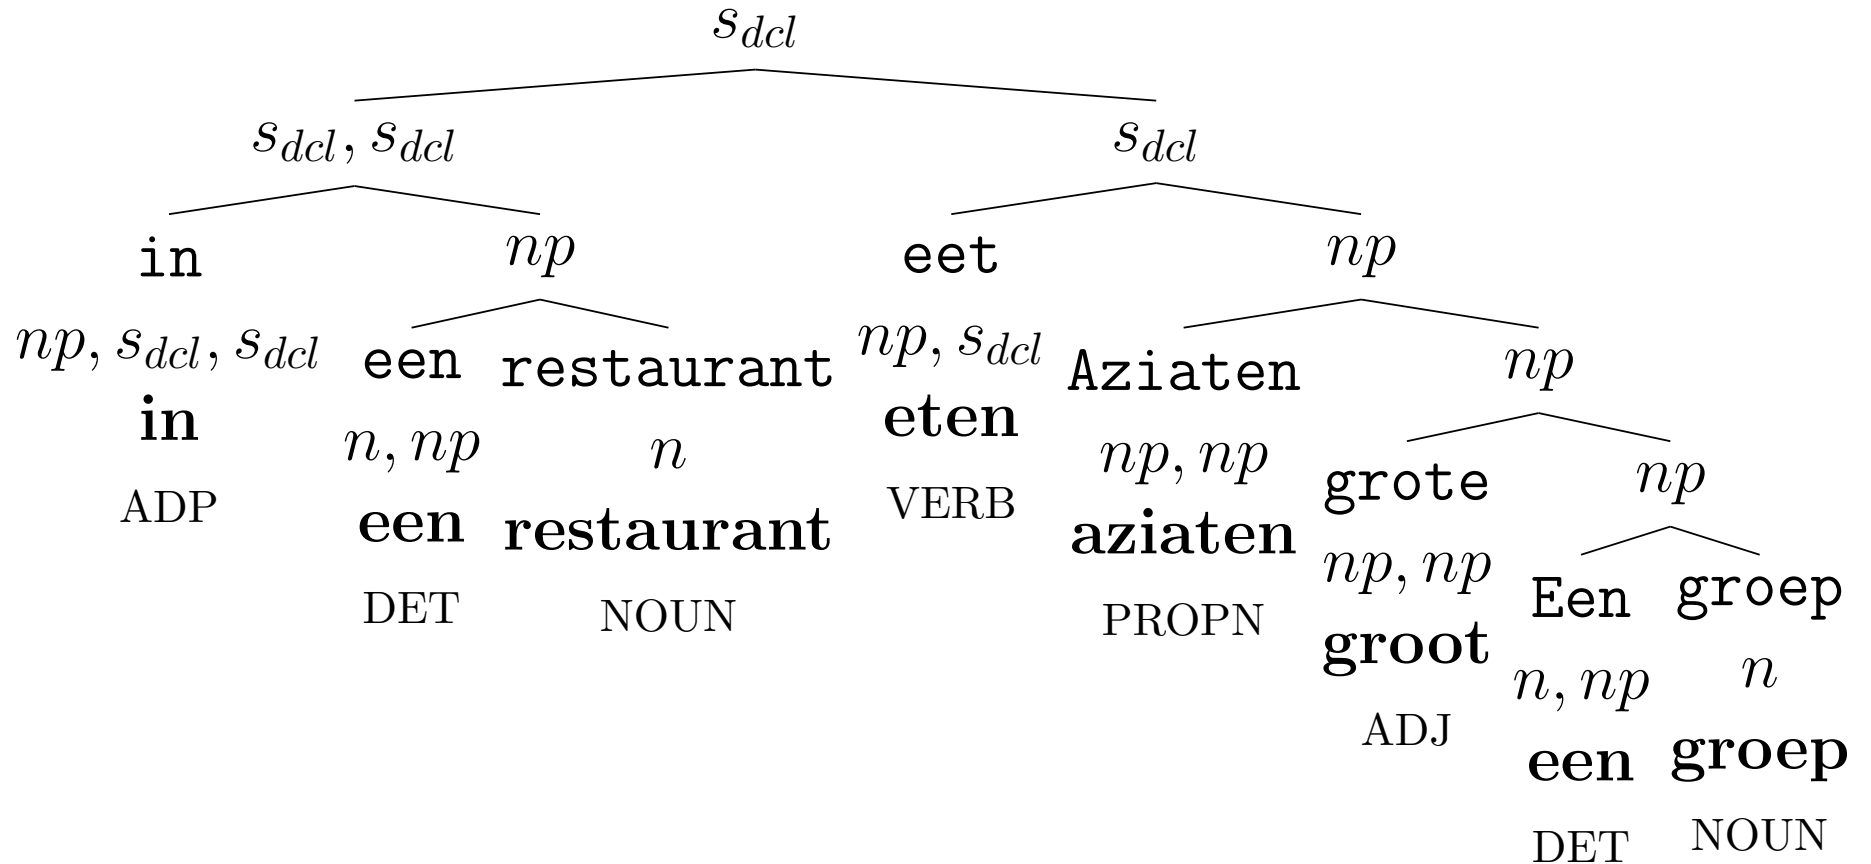 s_dcl
s_dcl, s_dcl s_dcl
in np eet np
np, s_dcl, s_dcl een restaurant np, s_dcl Aziaten np
in n, np n eten np, np grote np
ADP een restaurant VERB aziaten np, np Een groep
DET NOUN PROPN groot n, np n
ADJ een groep
DET NOUN